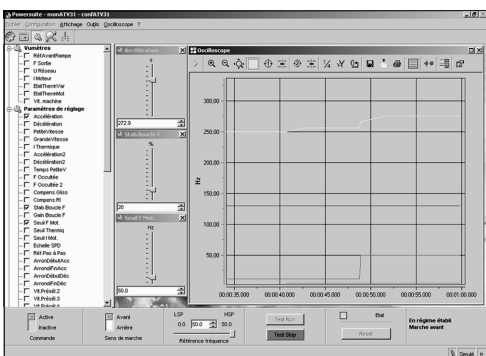 Powersuite - monATV31 - confATV31
Fichier Configuration Affichage Outils Oscilloscope ?
Vumètres
RéfAvantRampe
F Sortie
U Réseau
I Moteur
EtatThermVar
EtatThermMot
Vit. machine
Paramètres de réglage
Accélération
Décélération
PetiteVitesse
GrandeVitesse
I Thermique
Accélération2
Décélération2
Temps PetiteV
F Occultée
F Occultée 2
Compens Gliss
Compens RI
Stab.Boucle F
Gain Boucle F
Seuil F Mot.
Seuil Thermiq
Seuil I Mot.
Echelle SPD
Réf.Pas à Pas
ArronDébutAcc
ArrondiFinAcc
ArronDébutDéc
ArrondiFinDéc
Vit.Présél.2
Vit.Présél.3
Accélération
s
272.9
Stab.Boucle F
%
20
Seuil F Mot.
Hz
50.0
Oscilloscope
300,00
250,00
200,00
150,00
100,00
50,00
Hz
00:00:35.000 00:00:40.000 00:00:45.000 00:00:50.000 00:00:55.000 00:01:00.000
Active
Inactive
Commande
Avant
Arrière
Sens de marche
LSP HSP
0.0 50.0 50.0
Référence fréquence
Test Run
Test Stop
Etat
Reset
En régime établi
Marche avant
Simulé